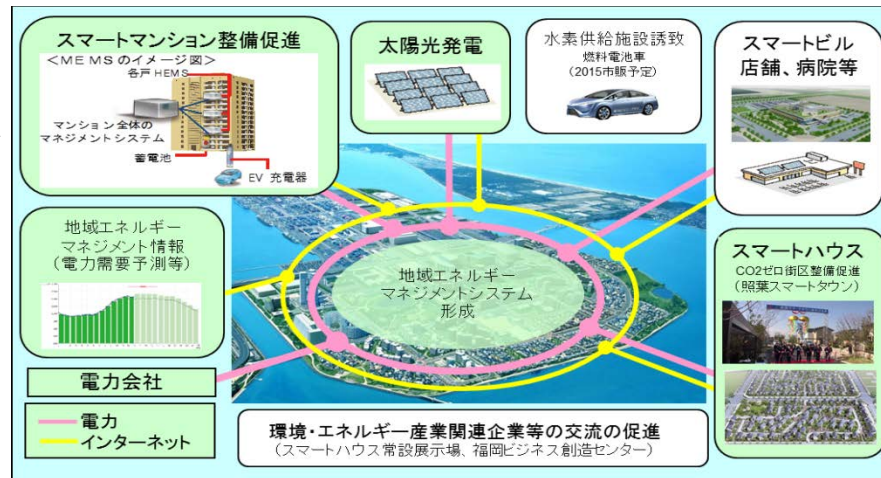 スマートマンション整備促進
<MEMSのイメージ図>
各戸HEMS
マンション全体の
マネジメントシステム
蓄電池
EV 充電器
太陽光発電
水素供給施設誘致
燃料電池車
(2015市販予定)
スマートビル
店舗、病院等
地域エネルギー
マネジメント情報
(電力需要予測等)
地域エネルギー
マネジメントシステム
形成
スマートハウス
CO2ゼロ街区整備促進
(照葉スマートタウン)
電力会社
電力
インターネット
環境・エネルギー産業関連企業等の交流の促進
(スマートハウス常設展示場、福岡ビジネス創造センター)